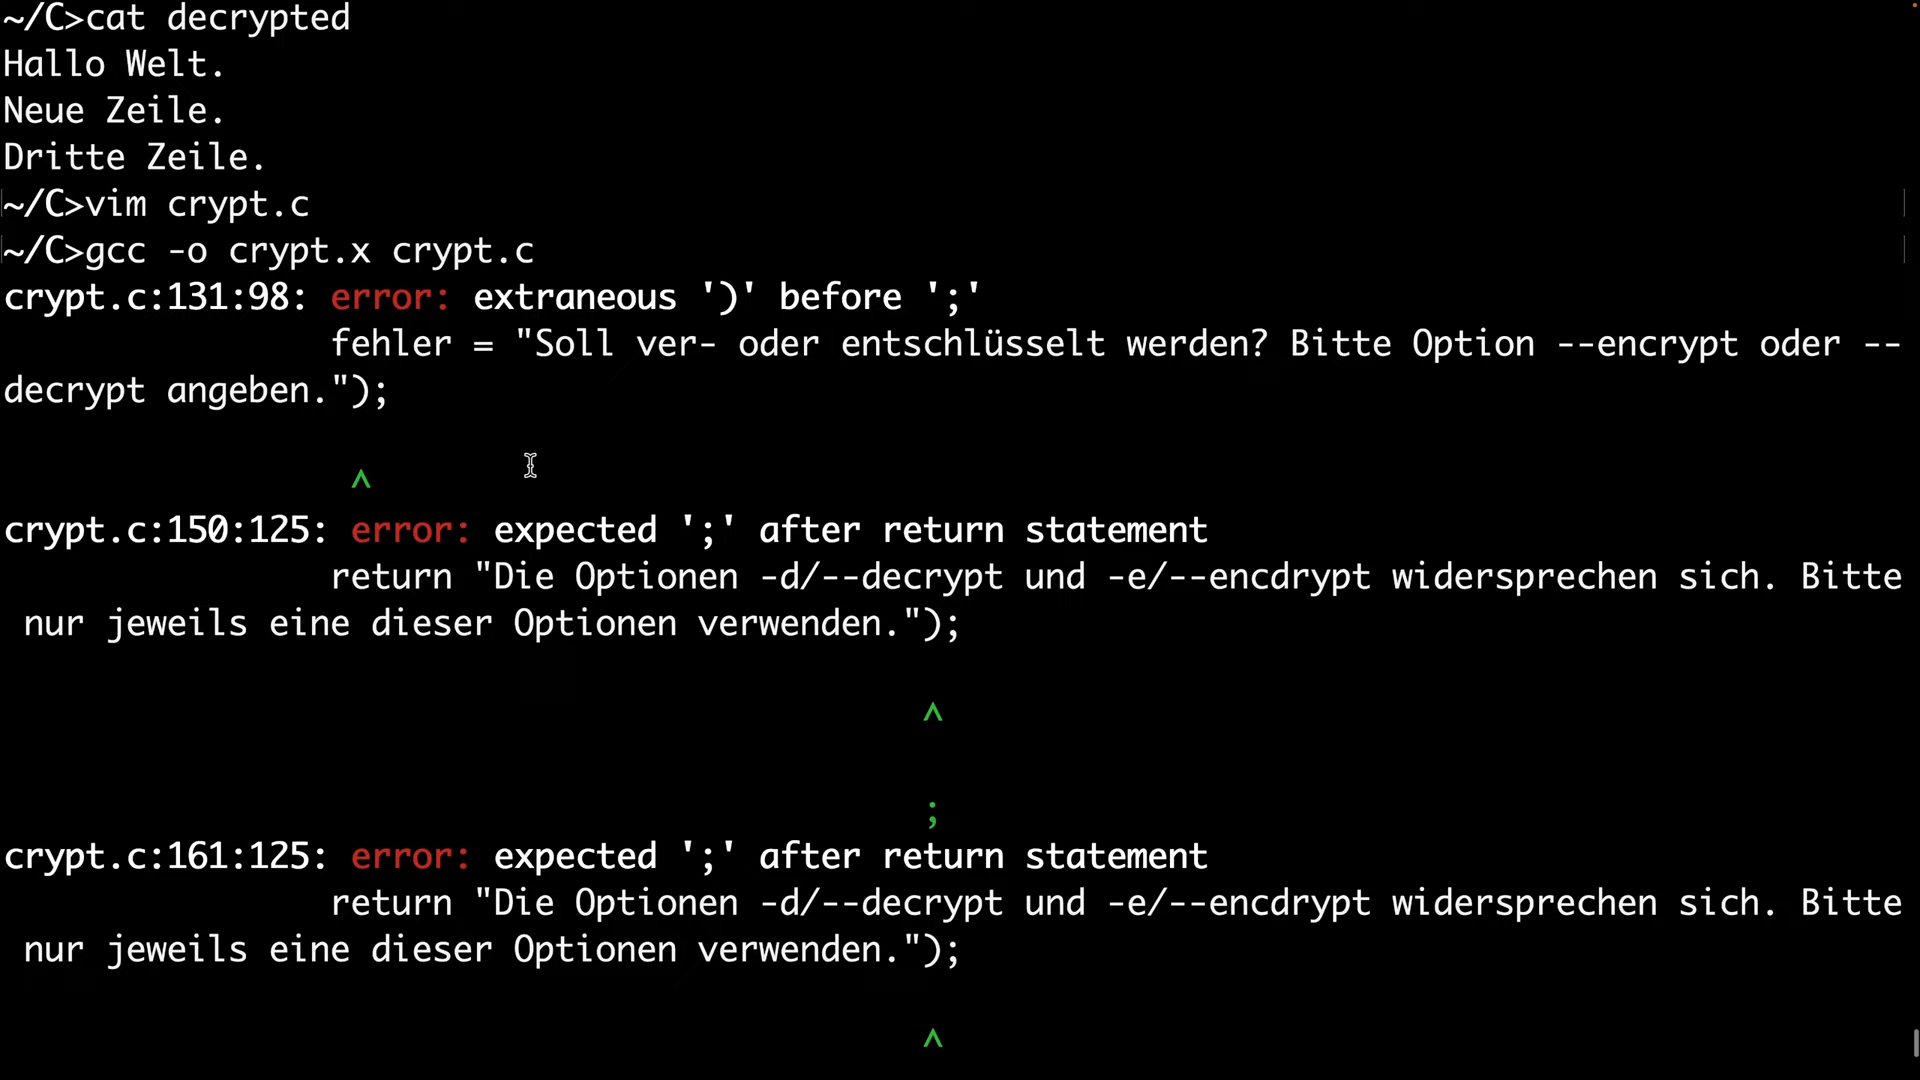 ~/C>cat decrypted
Hallo Welt.
Neue Zeile.
Dritte Zeile.
~/C>vim crypt.c
~/C>gcc -o crypt.x crypt.c
crypt.c:131:98: error: extraneous ')' before ';'
fehler = "Soll ver- oder entschlüsselt werden? Bitte Option --encrypt oder --
decrypt angeben.");
^
crypt.c:150:125: error: expected ';' after return statement
return "Die Optionen -d/--decrypt und -e/--encdrypt widersprechen sich. Bitte
nur jeweils eine dieser Optionen verwenden.");
^
;
crypt.c:161:125: error: expected ';' after return statement
return "Die Optionen -d/--decrypt und -e/--encdrypt widersprechen sich. Bitte
nur jeweils eine dieser Optionen verwenden.");
^